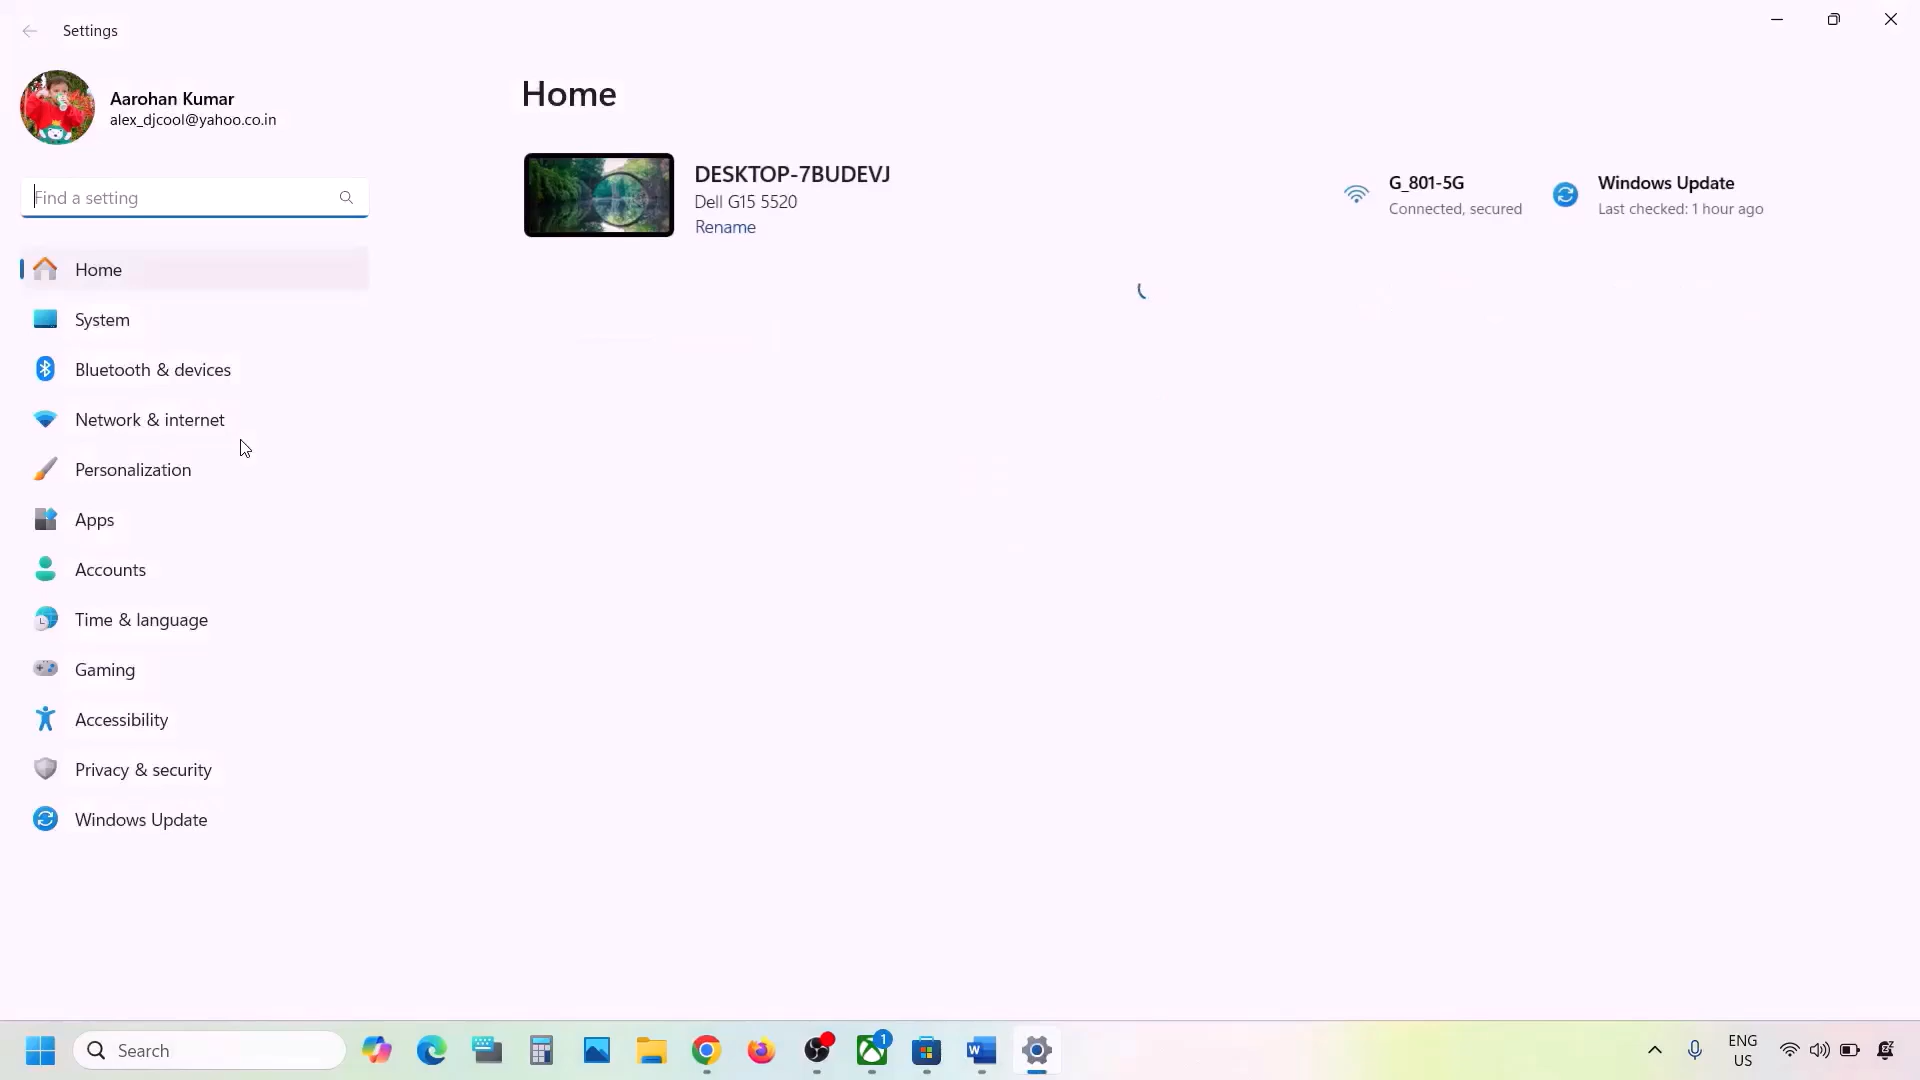 Settings
Aarohan Kumar
alex_djcool@yahoo.co.in
Find a setting
Home
System
Bluetooth & devices
Network & internet
Personalization
Apps
Accounts
Time & language
Gaming
Accessibility
Privacy & security
Windows Update
Home
DESKTOP-7BUDEVJ
Dell G15 5520
Rename
G_801-5G
Connected, secured
Windows Update
Last checked: 1 hour ago
Search
1
ENG
US